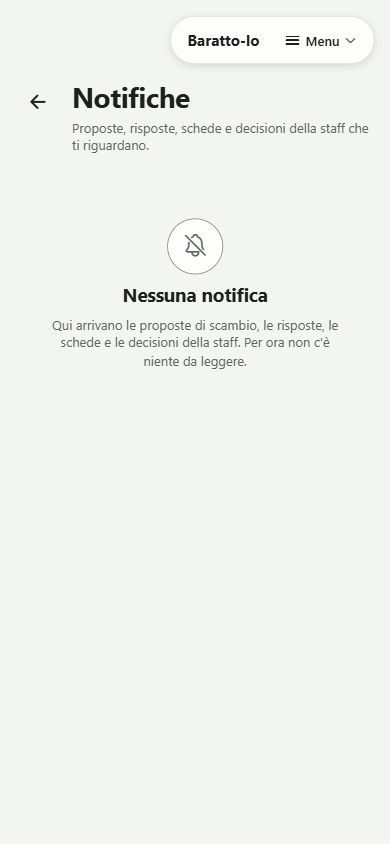 Baratto-lo
Menu
Notifiche
Proposte, risposte, schede e decisioni della staff che
ti riguardano.
Nessuna notifica
Qui arrivano le proposte di scambio, le risposte, le
schede e le decisioni della staff. Per ora non c'è
niente da leggere.